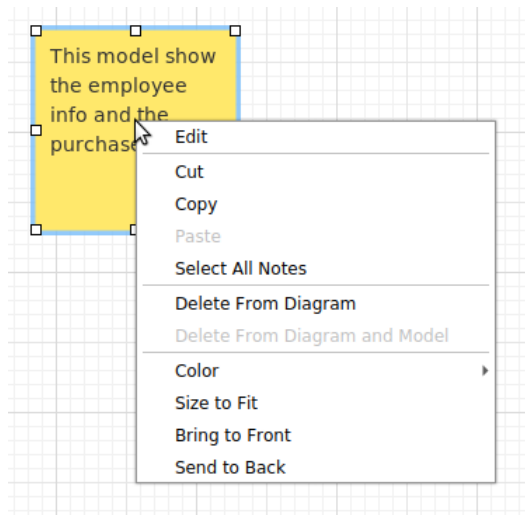 This model show
the employee
info and the
purchase
Edit
Cut
Copy
Paste
Select All Notes
Delete From Diagram
Delete From Diagram and Model
Color
Size to Fit
Bring to Front
Send to Back